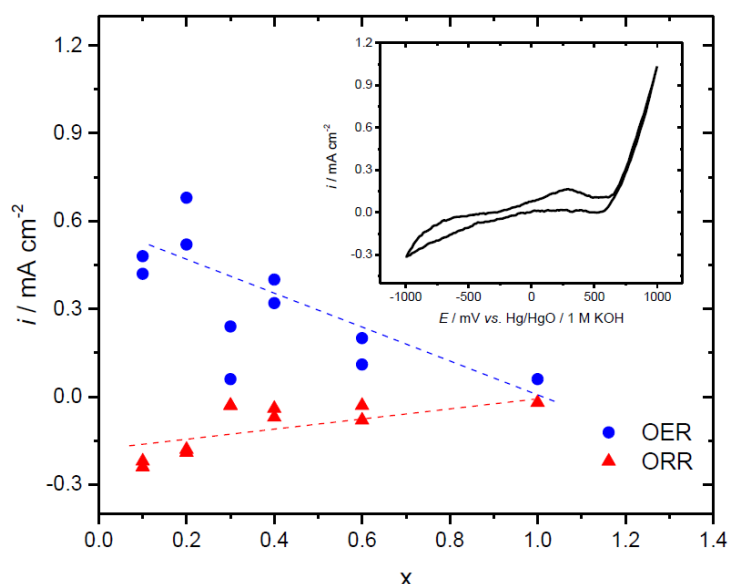 1.2
0.9
0.6
0.3
0.0
-0.3
i / mA cm⁻²
0.0 0.2 0.4 0.6 0.8 1.0 1.2 1.4
x
1.2
0.9
0.6
0.3
0.0
-0.3
i / mA cm⁻²
-1000 -500 0 500 1000
E / mV vs. Hg/HgO / 1 M KOH
OER
ORR